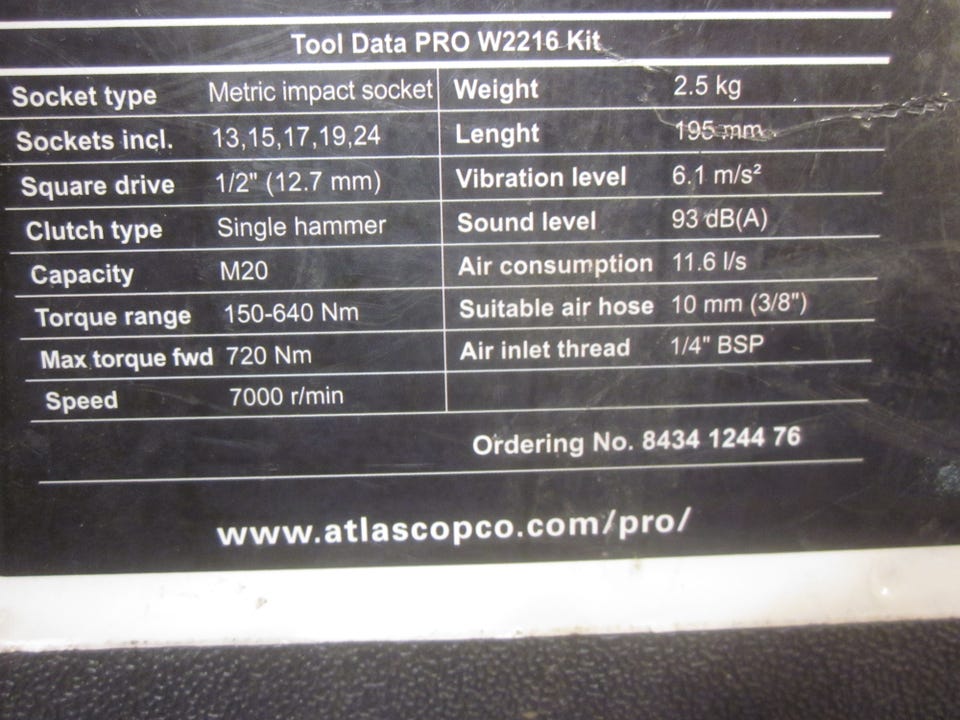 Tool Data PRO W2216 Kit
Socket type Metric impact socket Weight 2.5 kg
Sockets incl. 13,15,17,19,24 Lenght 195 mm
Square drive 1/2" (12.7 mm) Vibration level 6.1 m/s²
Clutch type Single hammer Sound level 93 dB(A)
Capacity M20 Air consumption 11.6 l/s
Torque range 150-640 Nm Suitable air hose 10 mm (3/8")
Max torque fwd 720 Nm Air inlet thread 1/4" BSP
Speed 7000 r/min
Ordering No. 8434 1244 76
www.atlascopco.com/pro/